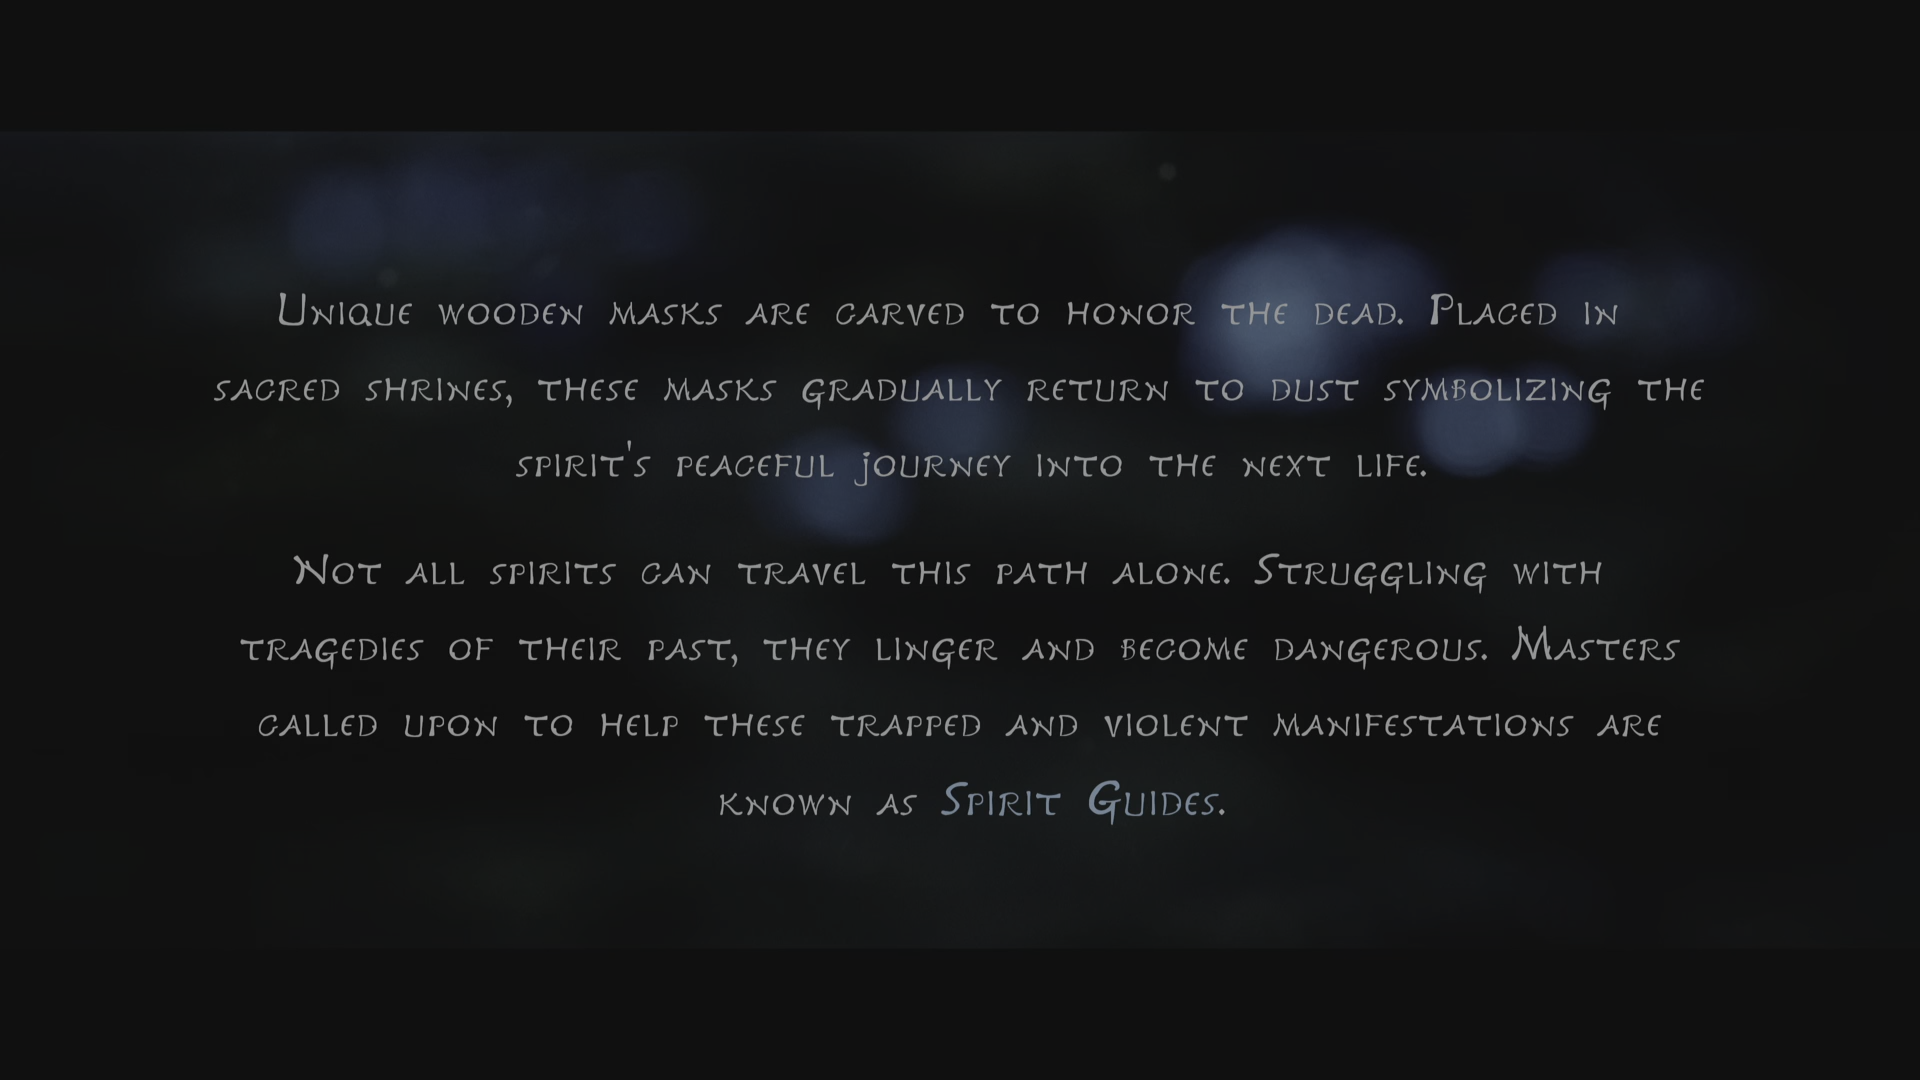 Unique wooden masks are carved to honor the dead. Placed in
sacred shrines, these masks gradually return to dust symbolizing the
spirit's peaceful journey into the next life.
Not all spirits can travel this path alone. Struggling with
tragedies of their past, they linger and become dangerous. Masters
called upon to help these trapped and violent manifestations are
known as Spirit Guides.